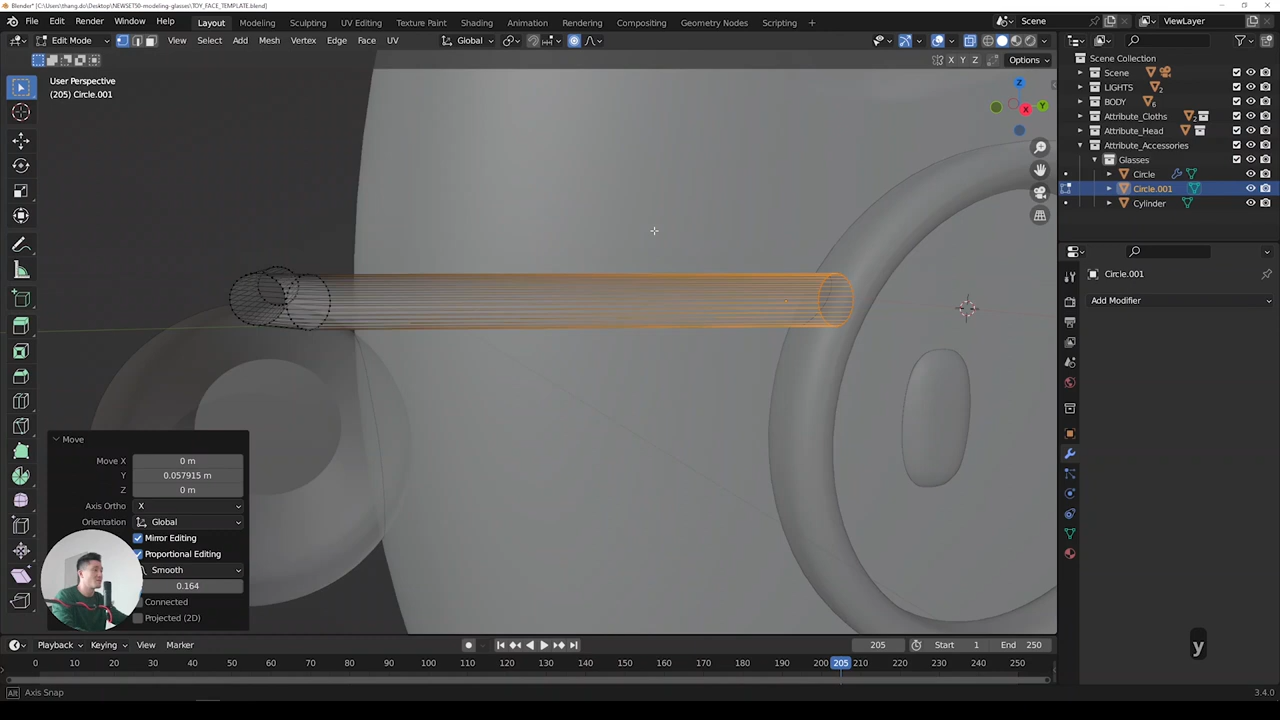 Blender* [C:\Users\thang.do\Desktop\NEWSET50-modeling-glasses\TOY_FACE_TEMPLATE.blend]
File Edit Render Window Help Layout Modeling Sculpting UV Editing Texture Paint Shading Animation Rendering Compositing Geometry Nodes Scripting + Scene ViewLayer
Edit Mode View Select Add Mesh Vertex Edge Face UV Global
X Y Z Options
User Perspective
(205) Circle.001
Z
Y
X
Scene Collection
Scene
LIGHTS 2
BODY 6
Attribute_Cloths 2
Attribute_Head
Attribute_Accessories
Glasses
Circle
Circle.001
Cylinder
Circle.001
Add Modifier
Move
Move X 0 m
Y 0.057915 m
Z 0 m
Axis Ortho X
Orientation Global
Mirror Editing
Proportional Editing
Smooth
0.164
Connected
Projected (2D)
y
Playback Keying View Marker 205 Start 1 End 250
0 10 20 30 40 50 60 70 80 90 100 110 120 130 140 150 160 170 180 190 200 205 210 220 230 240 250
Alt Axis Snap 3.4.0